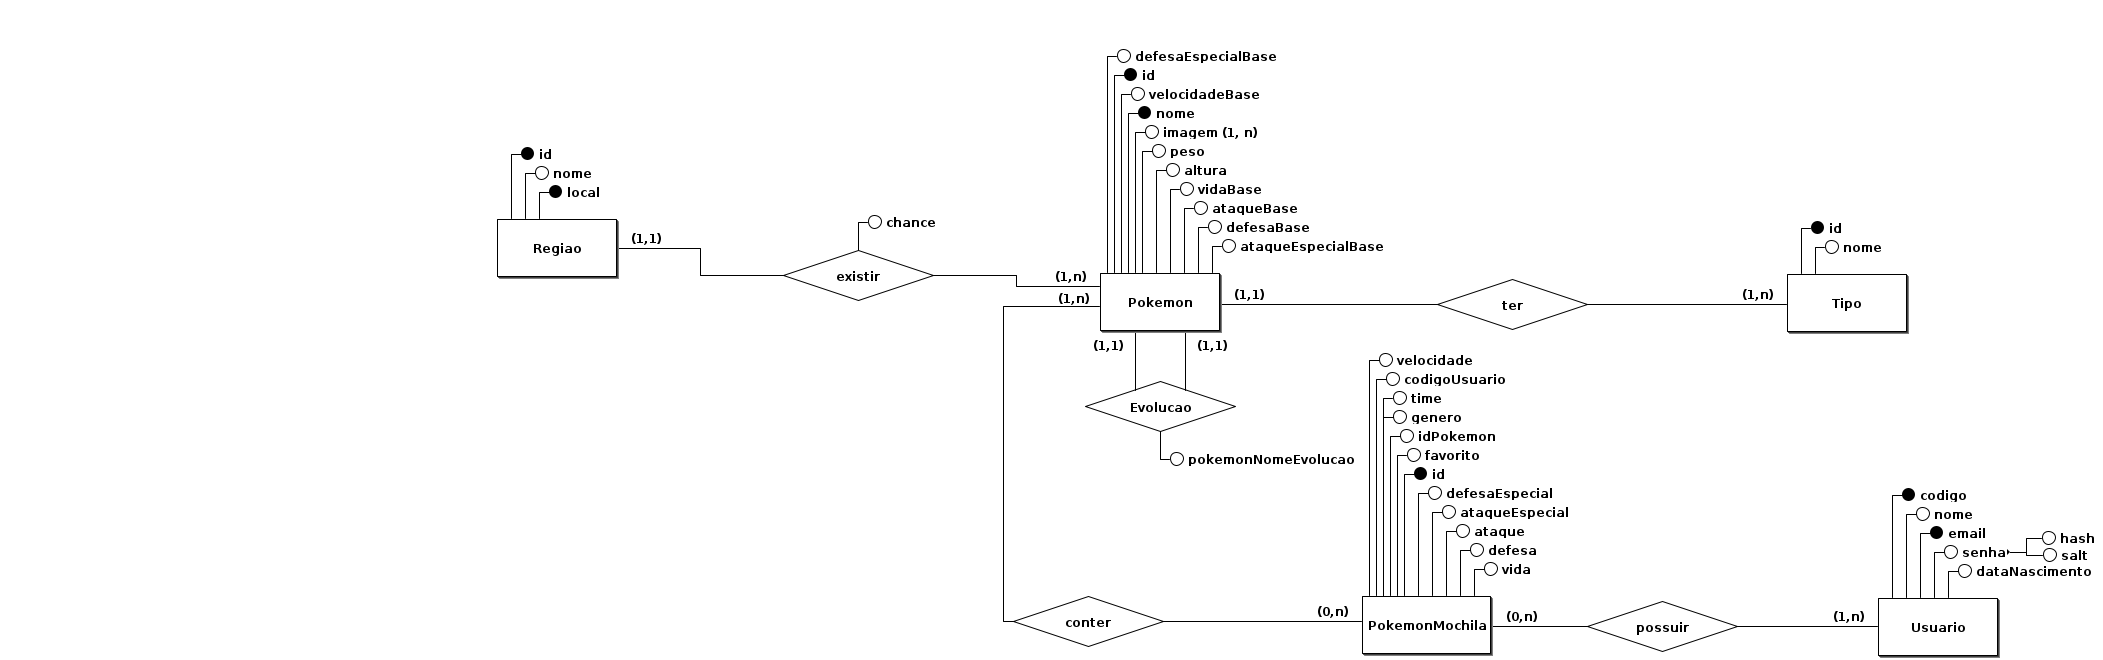 defesaEspecialBase
id
velocidadeBase
nome
imagem (1, n)
peso
altura
vidaBase
ataqueBase
defesaBase
ataqueEspecialBase
id
nome
local
Regiao
(1,1)
chance
existir
(1,n)
(1,n)
Pokemon
(1,1)
ter
(1,n)
id
nome
Tipo
(1,1)
(1,1)
Evolucao
pokemonNomeEvolucao
velocidade
codigoUsuario
time
genero
idPokemon
favorito
id
defesaEspecial
ataqueEspecial
ataque
defesa
vida
conter
(0,n)
PokemonMochila
(0,n)
possuir
(1,n)
codigo
nome
email
senha
hash
salt
dataNascimento
Usuario